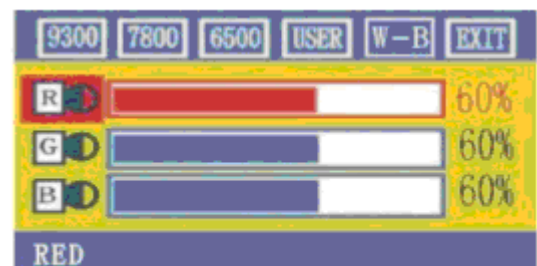 9300 7800 6500 USER W-B EXIT
R 60%
G 60%
B 60%
RED